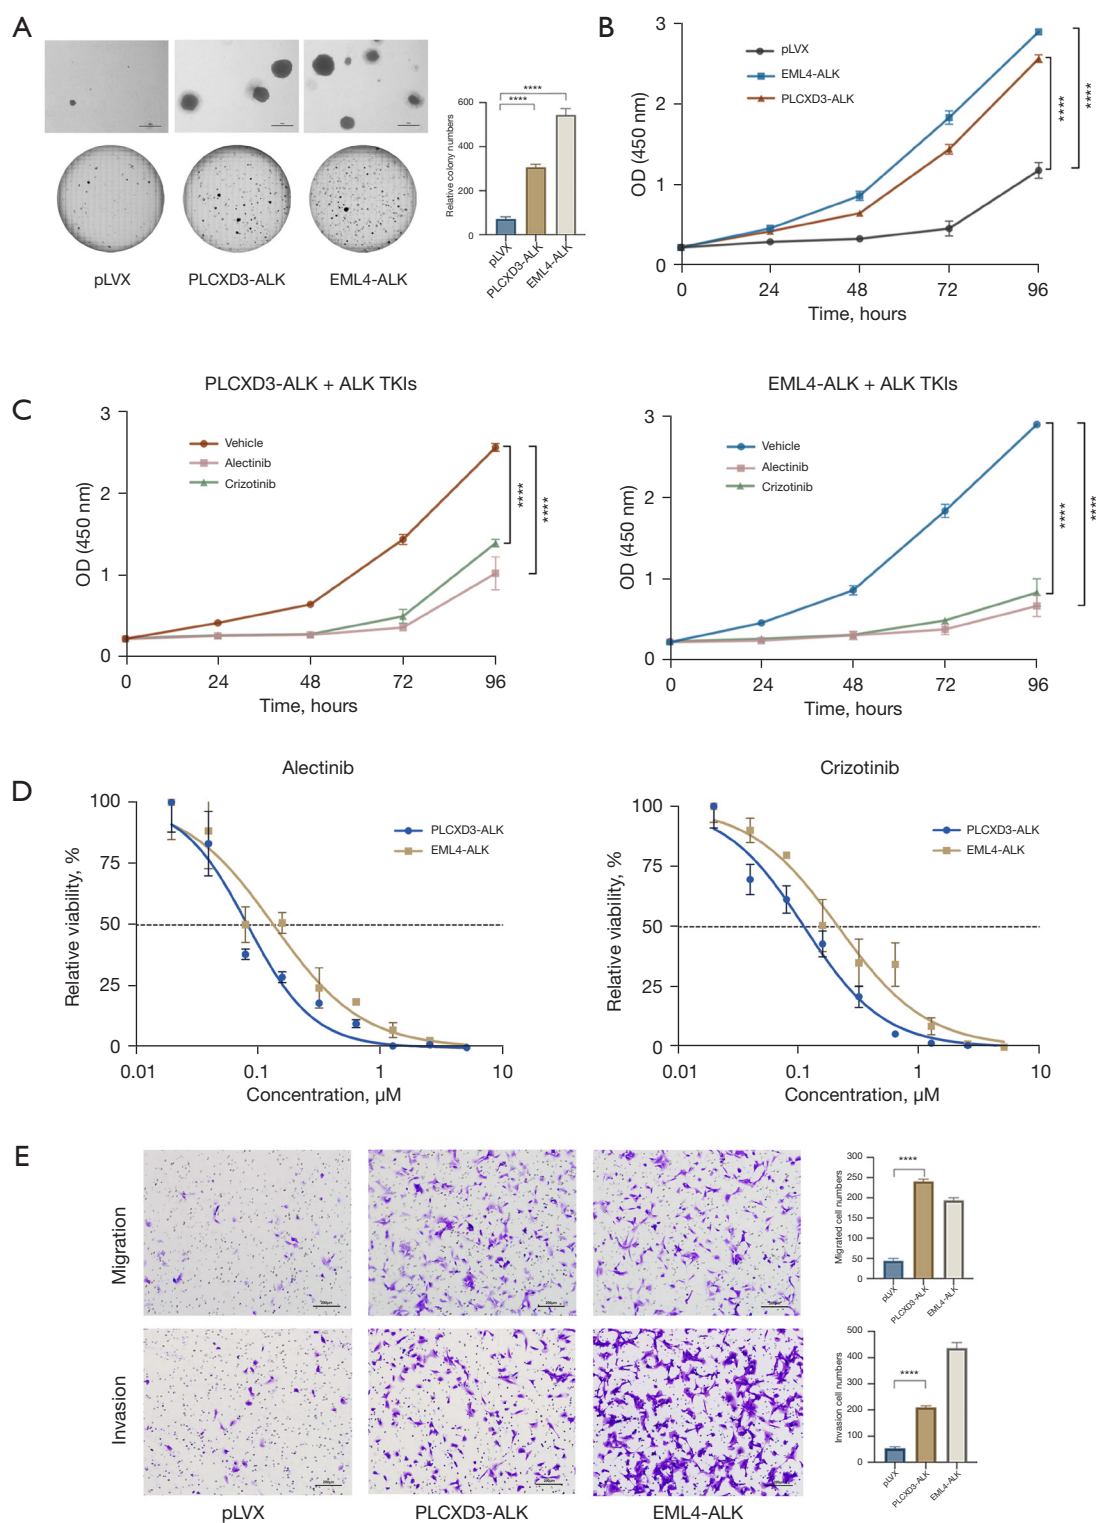 A
600
400
200
0
Relative colony numbers
****
****
pLVX
PLCXD3-ALK
EML4-ALK
pLVX
PLCXD3-ALK
EML4-ALK
B
3
2
1
0
OD (450 nm)
pLVX
EML4-ALK
PLCXD3-ALK
****
****
0 24 48 72 96
Time, hours
C
PLCXD3-ALK + ALK TKIs
3
2
1
0
OD (450 nm)
Vehicle
Alectinib
Crizotinib
****
****
0 24 48 72 96
Time, hours
EML4-ALK + ALK TKIs
3
2
1
0
OD (450 nm)
Vehicle
Alectinib
Crizotinib
****
****
0 24 48 72 96
Time, hours
D
Alectinib
100
75
50
25
0
Relative viability, %
PLCXD3-ALK
EML4-ALK
0.01 0.1 1 10
Concentration, µM
Crizotinib
100
75
50
25
0
Relative viability, %
PLCXD3-ALK
EML4-ALK
0.01 0.1 1 10
Concentration, µM
E
Migration
300
250
200
150
100
50
0
Migrated cell numbers
****
pLVX
PLCXD3-ALK
EML4-ALK
Invasion
500
400
300
200
100
0
Invasion cell numbers
****
pLVX
PLCXD3-ALK
EML4-ALK
pLVX
PLCXD3-ALK
EML4-ALK